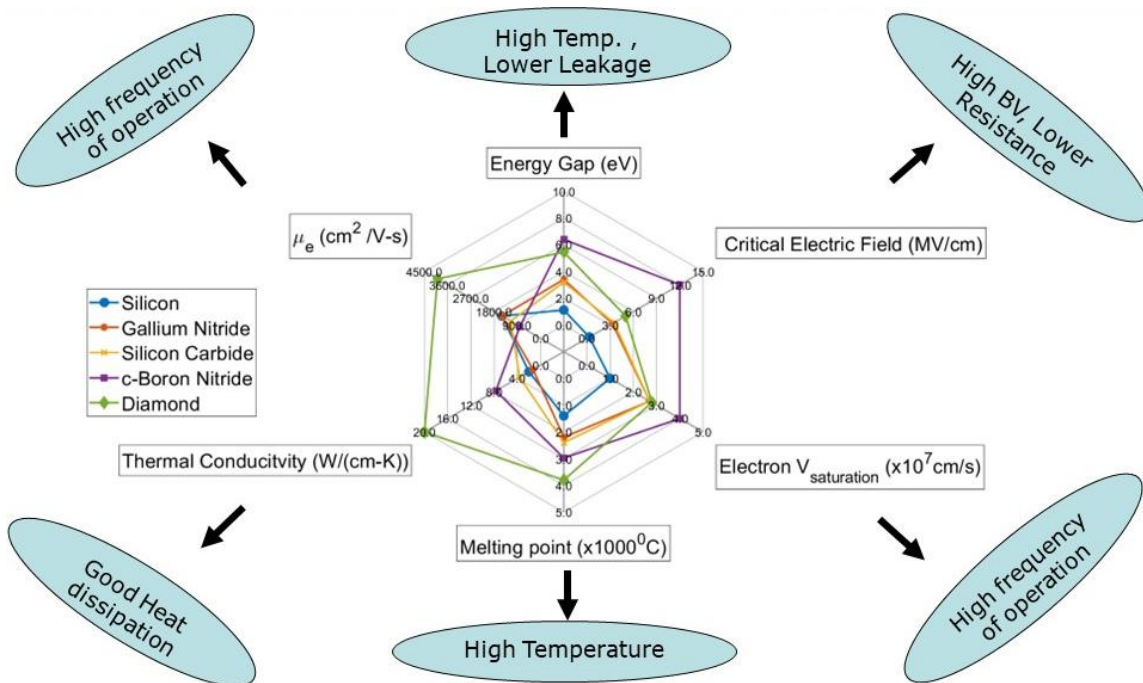 High frequency
of operation
High Temp. ,
Lower Leakage
High BV, Lower
Resistance
Energy Gap (eV)
10.0
8.0
6.0
4.0
2.0
0.0
μe (cm2 /V-s)
4500.0
3600.0
2700.0
1800.0
900.0
0.0
Critical Electric Field (MV/cm)
15.0
12.0
9.0
6.0
3.0
0.0
Silicon
Gallium Nitride
Silicon Carbide
c-Boron Nitride
Diamond
0.0
4.0
8.0
12.0
16.0
20.0
Thermal Conducitvity (W/(cm-K))
0.0
1.0
2.0
3.0
4.0
5.0
Electron Vsaturation (x107cm/s)
0.0
1.0
2.0
3.0
4.0
5.0
Melting point (x10000C)
Good Heat
dissipation
High Temperature
High frequency
of operation